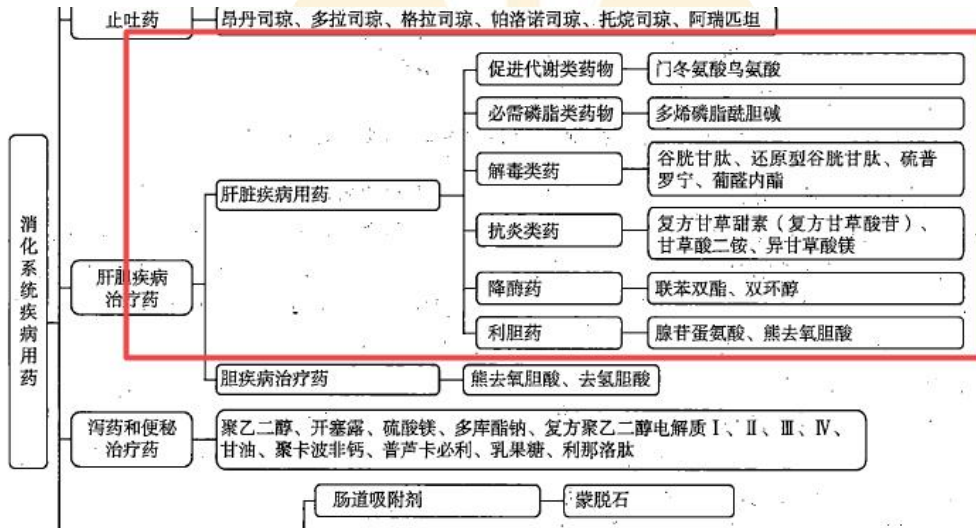 止吐药
昂丹司琼、多拉司琼、格拉司琼、帕洛诺司琼、托烷司琼、阿瑞匹坦
消化系统疾病用药
肝胆疾病
治疗药
肝脏疾病用药
促进代谢类药物
门冬氨酸鸟氨酸
必需磷脂类药物
多烯磷脂酰胆碱
解毒类药
谷胱甘肽、还原型谷胱甘肽、硫普
罗宁、葡醛内酯
抗炎类药
复方甘草甜素（复方甘草酸苷）、
甘草酸二铵、异甘草酸镁
降酶药
联苯双酯、双环醇
利胆药
腺苷蛋氨酸、熊去氧胆酸
胆疾病治疗药
熊去氧胆酸、去氢胆酸
泻药和便秘
治疗药
聚乙二醇、开塞露、硫酸镁、多库酯钠、复方聚乙二醇电解质Ⅰ、Ⅱ、Ⅲ、Ⅳ、
甘油、聚卡波非钙、普芦卡必利、乳果糖、利那洛肽
肠道吸附剂
蒙脱石